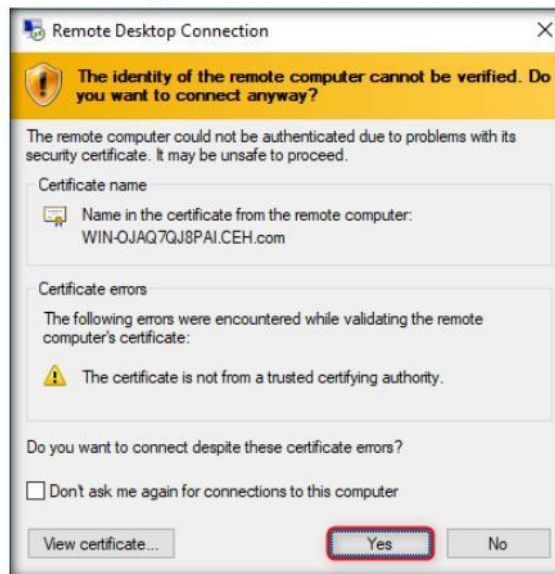 Remote Desktop Connection
The identity of the remote computer cannot be verified. Do
you want to connect anyway?
The remote computer could not be authenticated due to problems with its
security certificate. It may be unsafe to proceed.
Certificate name
Name in the certificate from the remote computer:
WIN-OJAQ7QJ8PAI.CEH.com
Certificate errors
The following errors were encountered while validating the remote
computer's certificate:
The certificate is not from a trusted certifying authority.
Do you want to connect despite these certificate errors?
Don't ask me again for connections to this computer
View certificate... Yes No